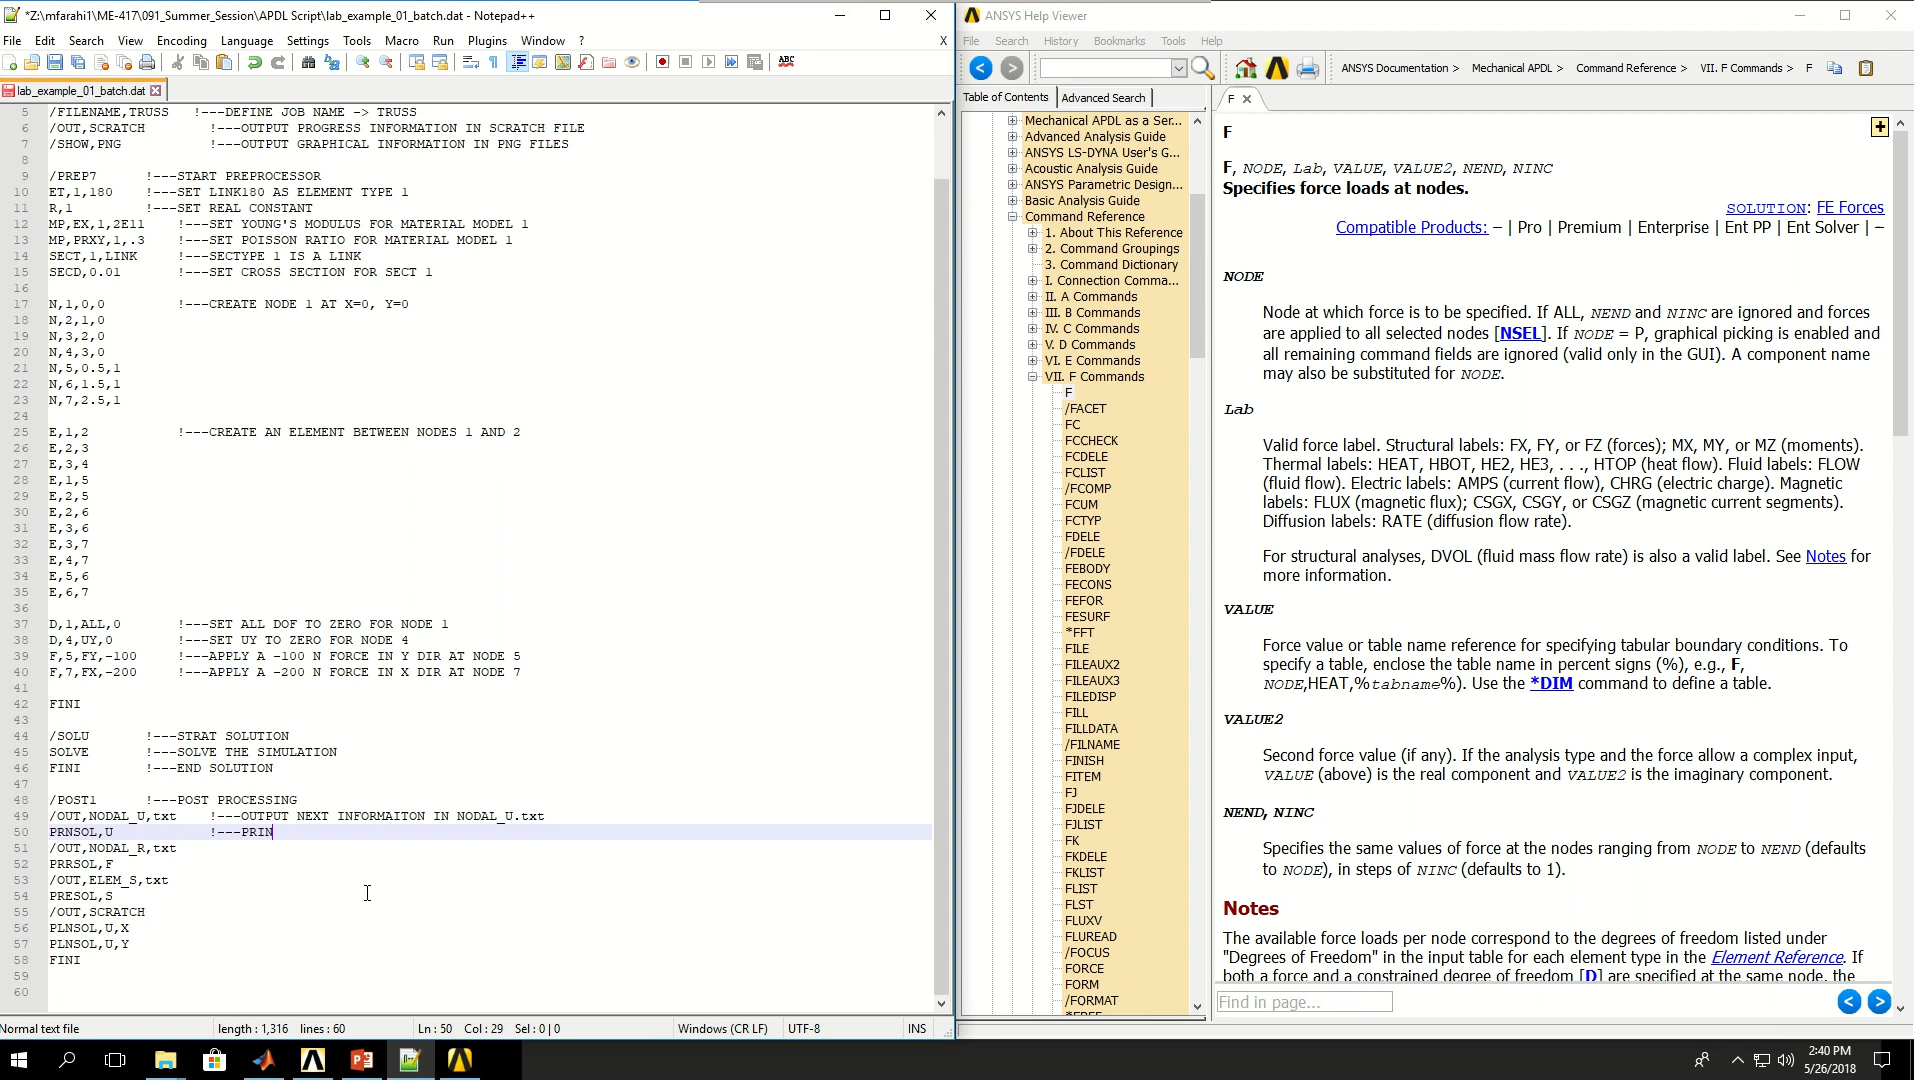 *Z:\mfarahi1\ME-417\091_Summer_Session\APDL Script\lab_example_01_batch.dat - Notepad++
File Edit Search View Encoding Language Settings Tools Macro Run Plugins Window ? X
lab_example_01_batch.dat
5 /FILENAME,TRUSS !---DEFINE JOB NAME -> TRUSS
6 /OUT,SCRATCH !---OUTPUT PROGRESS INFORMATION IN SCRATCH FILE
7 /SHOW,PNG !---OUTPUT GRAPHICAL INFORMATION IN PNG FILES
8
9 /PREP7 !---START PREPROCESSOR
10 ET,1,180 !---SET LINK180 AS ELEMENT TYPE 1
11 R,1 !---SET REAL CONSTANT
12 MP,EX,1,2E11 !---SET YOUNG'S MODULUS FOR MATERIAL MODEL 1
13 MP,PRXY,1,.3 !---SET POISSON RATIO FOR MATERIAL MODEL 1
14 SECT,1,LINK !---SECTYPE 1 IS A LINK
15 SECD,0.01 !---SET CROSS SECTION FOR SECT 1
16
17 N,1,0,0 !---CREATE NODE 1 AT X=0, Y=0
18 N,2,1,0
19 N,3,2,0
20 N,4,3,0
21 N,5,0.5,1
22 N,6,1.5,1
23 N,7,2.5,1
24
25 E,1,2 !---CREATE AN ELEMENT BETWEEN NODES 1 AND 2
26 E,2,3
27 E,3,4
28 E,1,5
29 E,2,5
30 E,2,6
31 E,3,6
32 E,3,7
33 E,4,7
34 E,5,6
35 E,6,7
36
37 D,1,ALL,0 !---SET ALL DOF TO ZERO FOR NODE 1
38 D,4,UY,0 !---SET UY TO ZERO FOR NODE 4
39 F,5,FY,-100 !---APPLY A -100 N FORCE IN Y DIR AT NODE 5
40 F,7,FX,-200 !---APPLY A -200 N FORCE IN X DIR AT NODE 7
41
42 FINI
43
44 /SOLU !---STRAT SOLUTION
45 SOLVE !---SOLVE THE SIMULATION
46 FINI !---END SOLUTION
47
48 /POST1 !---POST PROCESSING
49 /OUT,NODAL_U,txt !---OUTPUT NEXT INFORMAITON IN NODAL_U.txt
50 PRNSOL,U !---PRIN
51 /OUT,NODAL_R,txt
52 PRRSOL,F
53 /OUT,ELEM_S,txt
54 PRESOL,S
55 /OUT,SCRATCH
56 PLNSOL,U,X
57 PLNSOL,U,Y
58 FINI
59
60
Normal text file length : 1,316 lines : 60 Ln : 50 Col : 29 Sel : 0 | 0 Windows (CR LF) UTF-8 INS
ANSYS Help Viewer
File Search History Bookmarks Tools Help
ANSYS Documentation > Mechanical APDL > Command Reference > VII. F Commands > F
Table of Contents Advanced Search
Mechanical APDL as a Ser...
Advanced Analysis Guide
ANSYS LS-DYNA User's G...
Acoustic Analysis Guide
ANSYS Parametric Design...
Basic Analysis Guide
Command Reference
1. About This Reference
2. Command Groupings
3. Command Dictionary
I. Connection Comma...
II. A Commands
III. B Commands
IV. C Commands
V. D Commands
VI. E Commands
VII. F Commands
F
/FACET
FC
FCCHECK
FCDELE
FCLIST
/FCOMP
FCUM
FCTYP
FDELE
/FDELE
FEBODY
FECONS
FEFOR
FESURF
*FFT
FILE
FILEAUX2
FILEAUX3
FILEDISP
FILL
FILLDATA
/FILNAME
FINISH
FITEM
FJ
FJDELE
FJLIST
FK
FKDELE
FKLIST
FLIST
FLST
FLUXV
FLUREAD
/FOCUS
FORCE
FORM
/FORMAT
*FREE
F
F
F, NODE, Lab, VALUE, VALUE2, NEND, NINC
Specifies force loads at nodes.
SOLUTION: FE Forces
Compatible Products: – | Pro | Premium | Enterprise | Ent PP | Ent Solver | –
NODE
Node at which force is to be specified. If ALL, NEND and NINC are ignored and forces
are applied to all selected nodes [NSEL]. If NODE = P, graphical picking is enabled and
all remaining command fields are ignored (valid only in the GUI). A component name
may also be substituted for NODE.
Lab
Valid force label. Structural labels: FX, FY, or FZ (forces); MX, MY, or MZ (moments).
Thermal labels: HEAT, HBOT, HE2, HE3, . . ., HTOP (heat flow). Fluid labels: FLOW
(fluid flow). Electric labels: AMPS (current flow), CHRG (electric charge). Magnetic
labels: FLUX (magnetic flux); CSGX, CSGY, or CSGZ (magnetic current segments).
Diffusion labels: RATE (diffusion flow rate).
For structural analyses, DVOL (fluid mass flow rate) is also a valid label. See Notes for
more information.
VALUE
Force value or table name reference for specifying tabular boundary conditions. To
specify a table, enclose the table name in percent signs (%), e.g., F,
NODE,HEAT,%tabname%). Use the *DIM command to define a table.
VALUE2
Second force value (if any). If the analysis type and the force allow a complex input,
VALUE (above) is the real component and VALUE2 is the imaginary component.
NEND, NINC
Specifies the same values of force at the nodes ranging from NODE to NEND (defaults
to NODE), in steps of NINC (defaults to 1).
Notes
The available force loads per node correspond to the degrees of freedom listed under
"Degrees of Freedom" in the input table for each element type in the Element Reference. If
both a force and a constrained degree of freedom [D] are specified at the same node, the
Find in page...
2:40 PM
5/26/2018